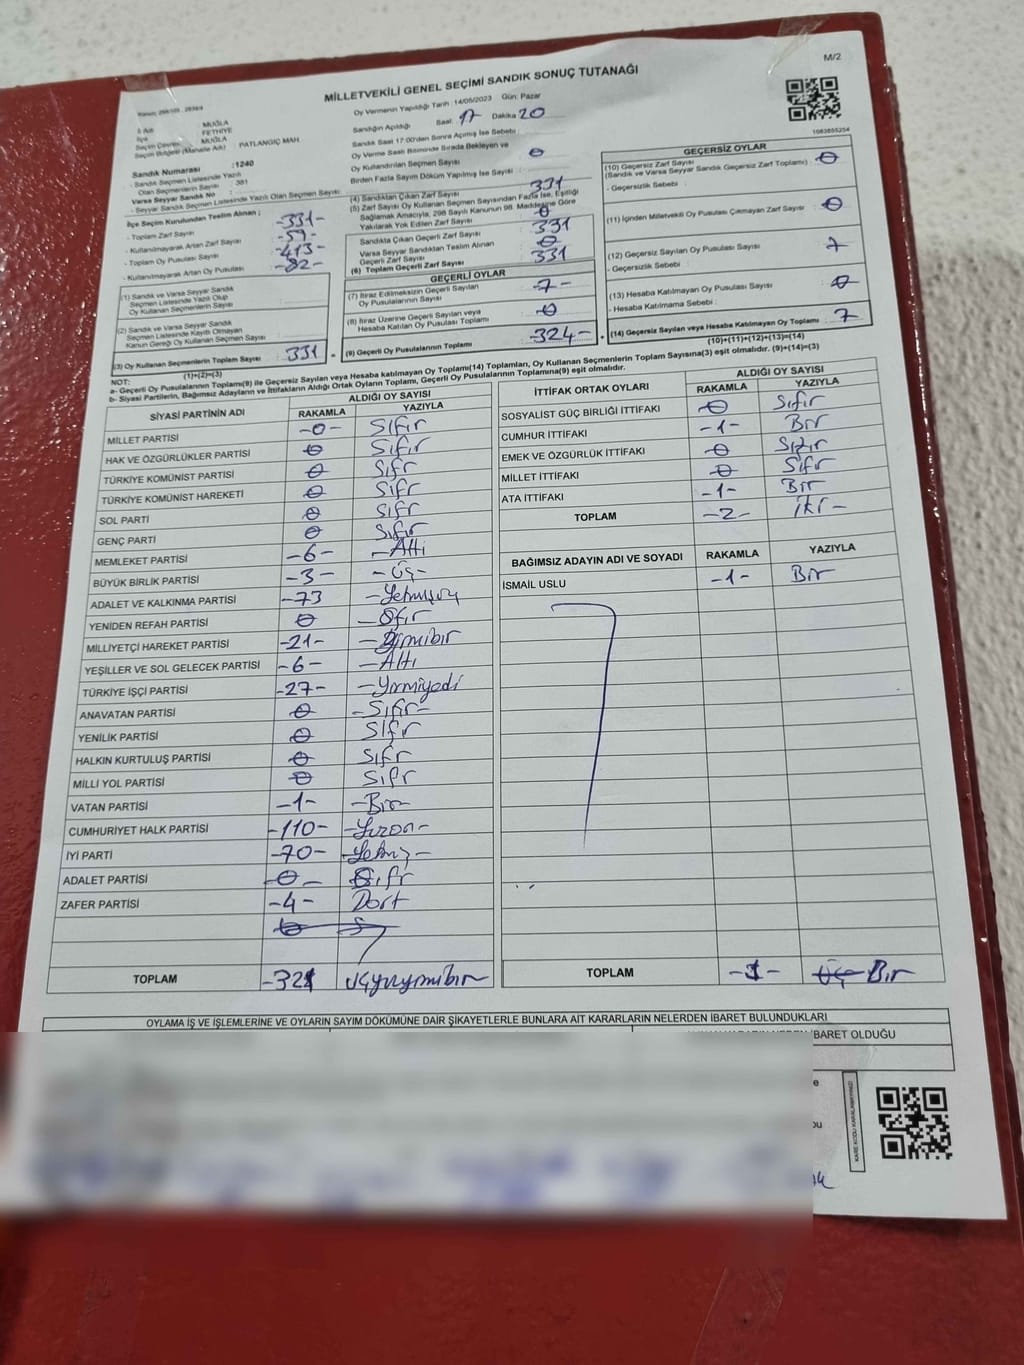 M/2
MİLLETVEKİLİ GENEL SEÇİMİ SANDIK SONUÇ TUTANAĞI
1083855254
İl Adı : MUĞLA
İlçe : FETHİYE
Seçim Çevresi : MUĞLA
Seçim Bölgesi (Mahalle Adı) : PATLANGIÇ MAH
Sandık Numarası :1240
- Sandık Seçmen Listesinde Yazılı
Olan Seçmenlerin Sayısı : 381
Varsa Seyyar Sandık No :
- Seyyar Sandık Seçmen Listesinde Yazılı Olan Seçmen Sayısı :
Oy Vermenin Yapıldığı Tarih :14/05/2023 Gün: Pazar
Sandığın Açıldığı Saat: 17 Dakika 20
Sandık Saat 17.00'den Sonra Açılmış İse Sebebi :
Oy Verme Saati Bitiminde Sırada Bekleyen ve
Oy Kullandırılan Seçmen Sayısı : 0
Birden Fazla Sayım Döküm Yapılmış İse Sayısı :
İlçe Seçim Kurulundan Teslim Alınan ;
- Toplam Zarf Sayısı -331-
- Kullanılmayarak Artan Zarf Sayısı
- Toplam Oy Pusulası Sayısı -413-
- Kullanılmayarak Artan Oy Pusulası -82-
(1) Sandık ve Varsa Seyyar Sandık
Seçmen Listesinde Yazılı Olup
Oy Kullanan Seçmenlerin Sayısı :
(2) Sandık ve Varsa Seyyar Sandık
Seçmen Listesinde Kayıtlı Olmayan
Kanun Gereği Oy Kullanan Seçmen Sayısı :
(3) Oy Kullanan Seçmenlerin Toplam Sayısı : 331
(1)+(2)=(3)
(4) Sandıktan Çıkan Zarf Sayısı : 331
(5) Zarf Sayısı Oy Kullanan Seçmen Sayısından Fazla İse, Eşitliği
Sağlamak Amacıyla, 298 Sayılı Kanunun 98. Maddesine Göre
Yakılarak Yok Edilen Zarf Sayısı : 0
Sandıkta Çıkan Geçerli Zarf Sayısı : 331
Varsa Seyyar Sandıktan Teslim Alınan
Geçerli Zarf Sayısı : 0
(6) Toplam Geçerli Zarf Sayısı : 331
GEÇERLİ OYLAR
(7) İtiraz Edilmeksizin Geçerli Sayılan
Oy Pusulalarının Sayısı : -7-
(8) İtiraz Üzerine Geçerli Sayılan veya
Hesaba Katılan Oy Pusulası Toplamı : 0
(9) Geçerli Oy Pusulalarının Toplamı : 324-
GEÇERSİZ OYLAR
(10) Geçersiz Zarf Sayısı : 0
(Sandık ve Varsa Seyyar Sandık Geçersiz Zarf Toplamı)
- Geçersizlik Sebebi :
(11) İçinden Milletvekili Oy Pusulası Çıkmayan Zarf Sayısı : 0
(12) Geçersiz Sayılan Oy Pusulası Sayısı : 7
- Geçersizlik Sebebi :
(13) Hesaba Katılmayan Oy Pusulası Sayısı : 0
- Hesaba Katılmama Sebebi :
(14) Geçersiz Sayılan veya Hesaba Katılmayan Oy Toplamı : 7
(10)+(11)+(12)+(13)=(14)
NOT:
a- Geçerli Oy Pusulalarının Toplamı(9) ile Geçersiz Sayılan veya Hesaba Katılmayan Oy Toplamı(14) Toplamları, Oy Kullanan Seçmenlerin Toplam Sayısına(3) eşit olmalıdır. (9)+(14)=(3)
b- Siyasi Partilerin, Bağımsız Adayların ve İttifakların Aldığı Ortak Oyların Toplamı, Geçerli Oy Pusulalarının Toplamına(9) eşit olmalıdır.
SİYASİ PARTİNİN ADI ALDIĞI OY SAYISI
RAKAMLA YAZIYLA
MİLLET PARTİSİ -0- Sıfır
HAK VE ÖZGÜRLÜKLER PARTİSİ 0 Sıfır
TÜRKİYE KOMÜNİST PARTİSİ 0 Sıfr
TÜRKİYE KOMÜNİST HAREKETİ 0 Sıfr
SOL PARTİ 0 Sıfr
GENÇ PARTİ 0 Sıfır
MEMLEKET PARTİSİ -6- -Altı
BÜYÜK BİRLİK PARTİSİ -3- -Üç-
ADALET VE KALKINMA PARTİSİ -73
YENİDEN REFAH PARTİSİ 0 -Sıfır
MİLLİYETÇİ HAREKET PARTİSİ -21-
YEŞİLLER VE SOL GELECEK PARTİSİ -6- -Altı
TÜRKİYE İŞÇİ PARTİSİ -27- -Yirmiyedi
ANAVATAN PARTİSİ 0 -Sıfır-
YENİLİK PARTİSİ 0 Sıfr
HALKIN KURTULUŞ PARTİSİ 0 Sıfr
MİLLİ YOL PARTİSİ 0 Sıfr
VATAN PARTİSİ -1- -Bir-
CUMHURİYET HALK PARTİSİ -110- -Yüzon-
İYİ PARTİ -70- -Yetmiş-
ADALET PARTİSİ -0- Sıfr
ZAFER PARTİSİ -4- Dört
TOPLAM -321 üçyüzyirmibir
İTTİFAK ORTAK OYLARI ALDIĞI OY SAYISI
RAKAMLA YAZIYLA
SOSYALİST GÜÇ BİRLİĞİ İTTİFAKI 0 Sıfır
CUMHUR İTTİFAKI -1- Bir
EMEK VE ÖZGÜRLÜK İTTİFAKI 0 Sıfır
MİLLET İTTİFAKI 0 Sıfr
ATA İTTİFAKI -1- Bir
TOPLAM -2- İki-
BAĞIMSIZ ADAYIN ADI VE SOYADI RAKAMLA YAZIYLA
İSMAİL USLU -1- Bir
TOPLAM -1- Üç Bir
OYLAMA İŞ VE İŞLEMLERİNE VE OYLARIN SAYIM DÖKÜMÜNE DAİR ŞİKAYETLERLE BUNLARA AİT KARARLARIN NELERDEN İBARET BULUNDUKLARI
İBARET OLDUĞU
KARE KODU KARALAMAYINIZ!